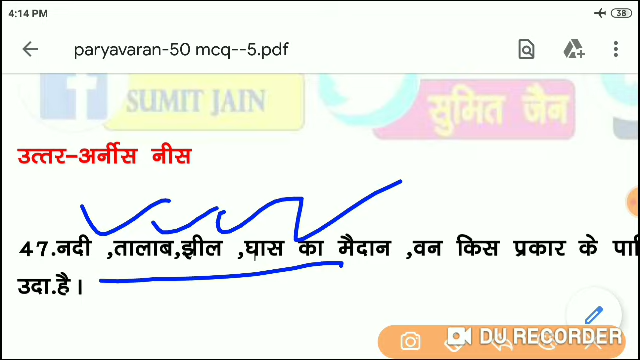 4:14 PM
38
paryavaran-50 mcq--5.pdf
SUMIT JAIN
सुमित जैन
उत्तर-अर्नीस नीस
47.नदी ,तालाब,झील ,घास का मैदान ,वन किस प्रकार के पा
उदा.है।
DU RECORDER